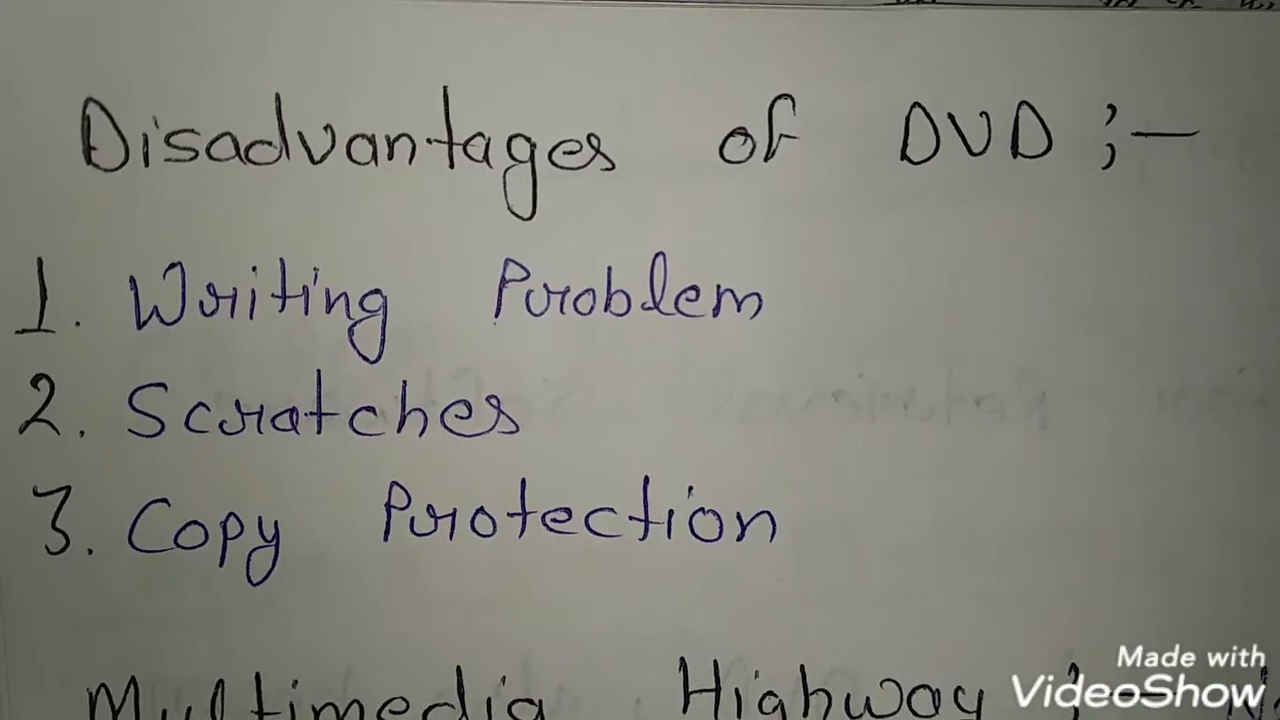 Disadvantages of DVD ;-
1. Writing Problem
2. Scratches
3. Copy Protection
Multimedia Highway ;-
Made with
VideoShow